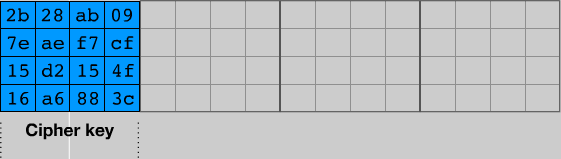 2b 28 ab 09
7e ae f7 cf
15 d2 15 4f
16 a6 88 3c
Cipher key